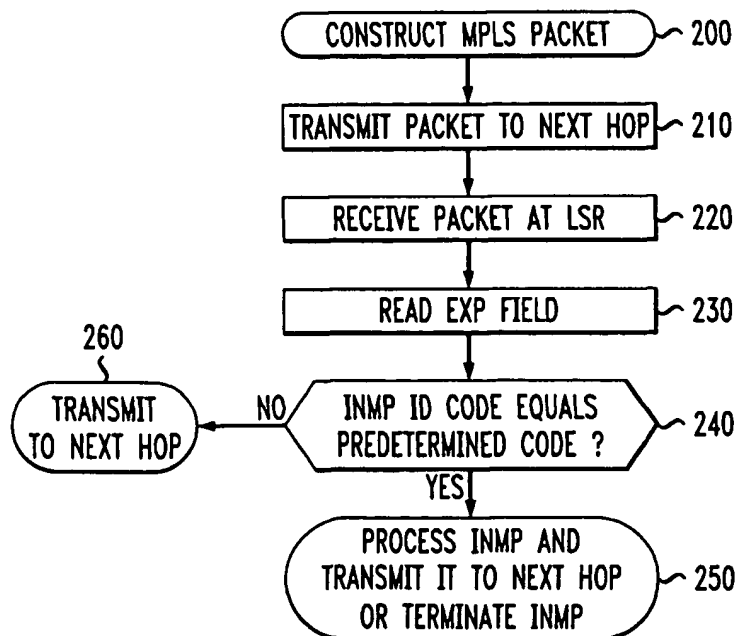 CONSTRUCT MPLS PACKET
200
TRANSMIT PACKET TO NEXT HOP
210
RECEIVE PACKET AT LSR
220
READ EXP FIELD
230
260
TRANSMIT
TO NEXT HOP
NO
INMP ID CODE EQUALS
PREDETERMINED CODE ?
240
YES
PROCESS INMP AND
TRANSMIT IT TO NEXT HOP
OR TERMINATE INMP
250